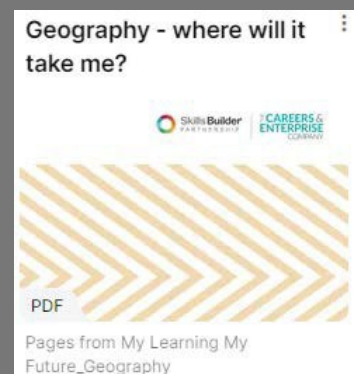 Geography - where will it
take me?
Skills Builder
PARTNERSHIP
THE CAREERS &
ENTERPRISE
COMPANY
PDF
Pages from My Learning My
Future_Geography